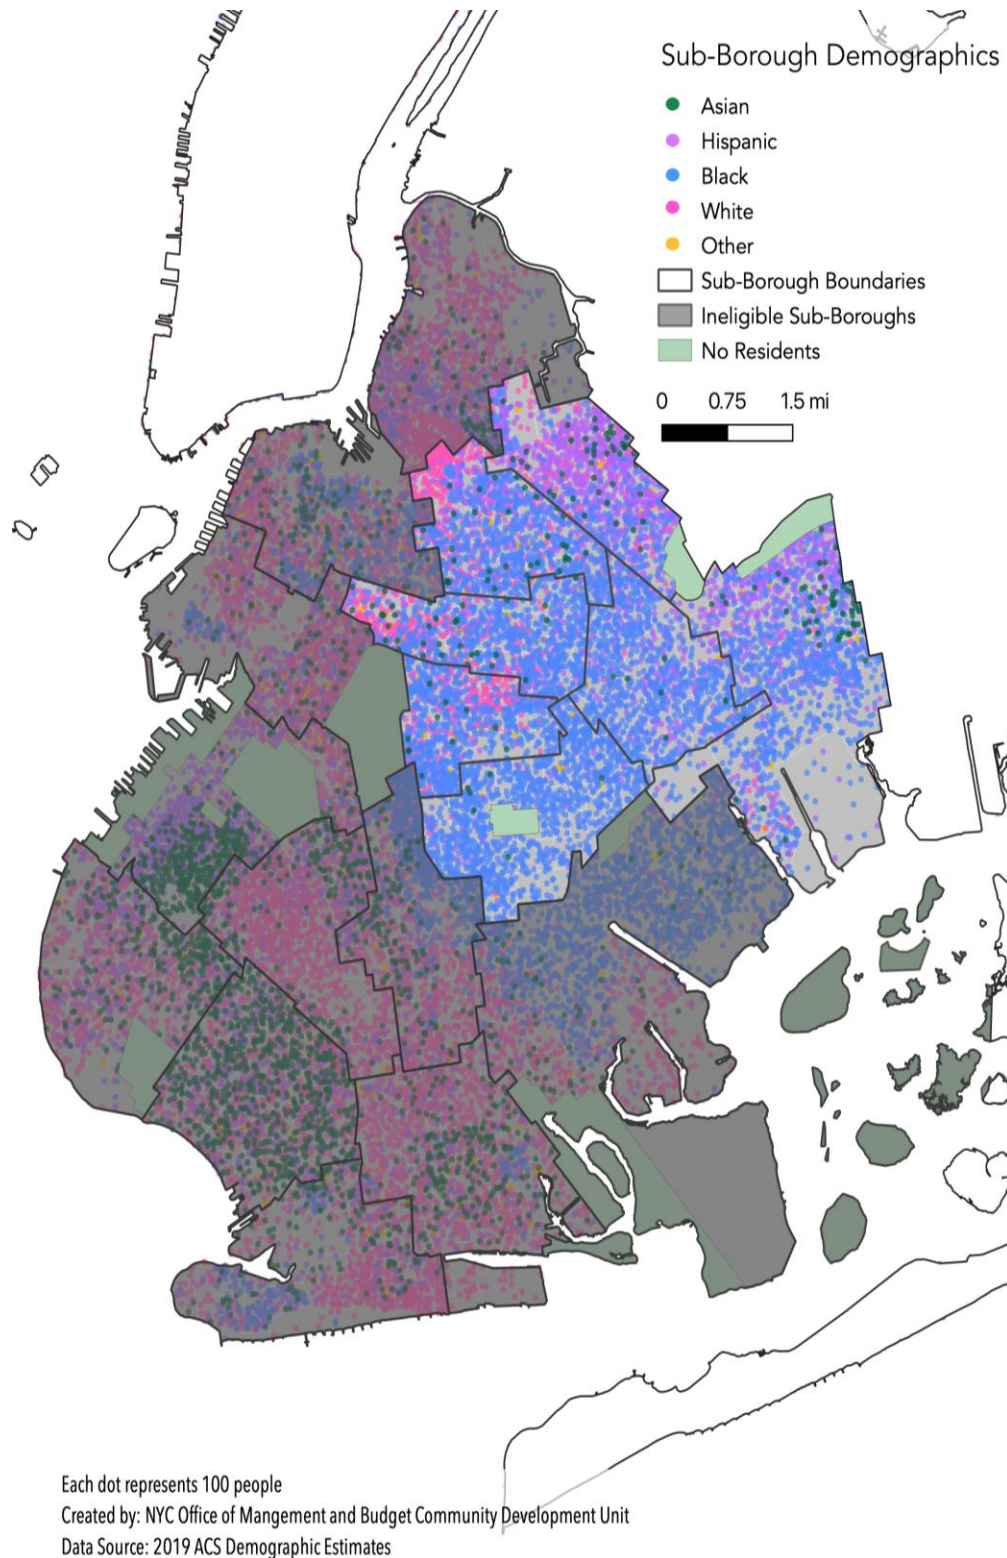 Sub-Borough Demographics
Asian
Hispanic
Black
White
Other
Sub-Borough Boundaries
Ineligible Sub-Boroughs
No Residents
0 0.75 1.5 mi
Each dot represents 100 people
Created by: NYC Office of Mangement and Budget Community Development Unit
Data Source: 2019 ACS Demographic Estimates